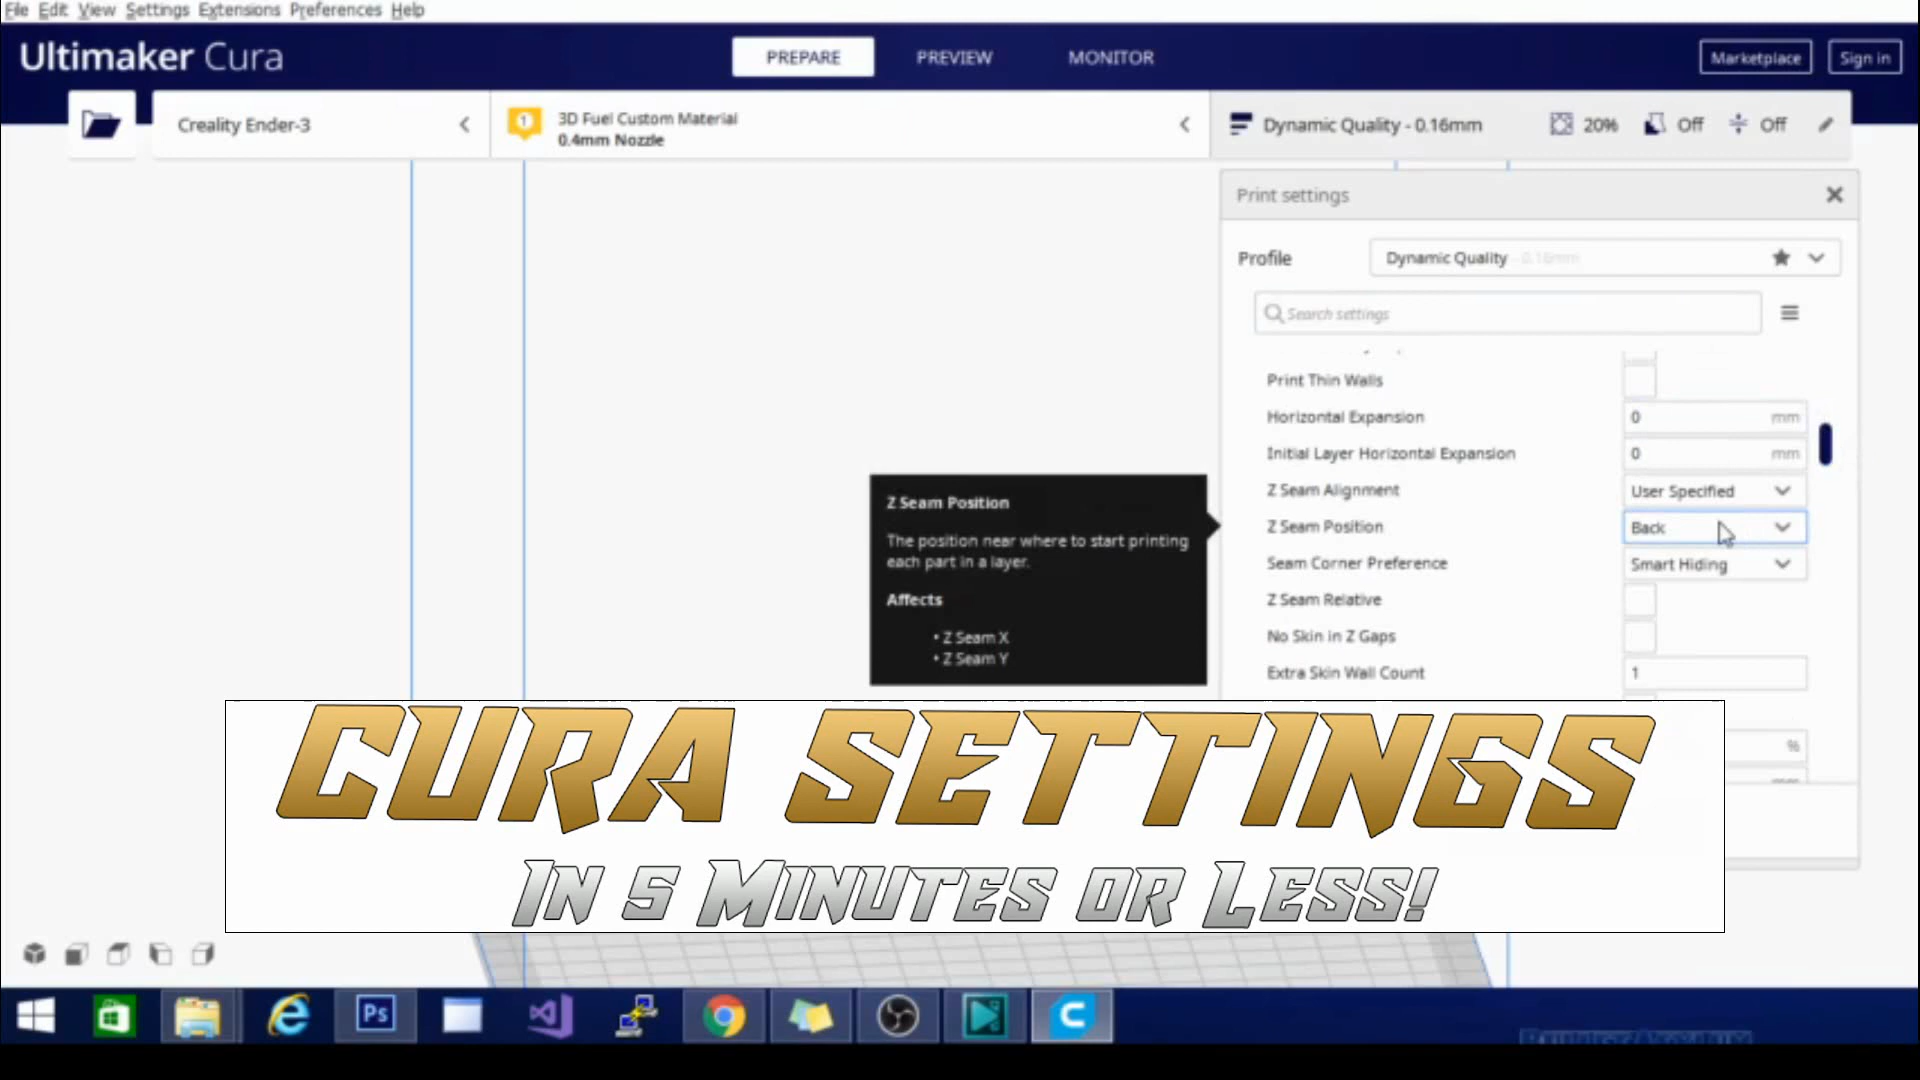 File Edit View Settings Extensions Preferences Help
Ultimaker Cura
PREPARE
PREVIEW
MONITOR
Marketplace
Sign in
Creality Ender-3
1
3D Fuel Custom Material
0.4mm Nozzle
Dynamic Quality - 0.16mm
20%
Off
Off
Print settings
Profile
Dynamic Quality - 0.16mm
Search settings
Print Thin Walls
Horizontal Expansion 0 mm
Initial Layer Horizontal Expansion 0 mm
Z Seam Alignment User Specified
Z Seam Position Back
Seam Corner Preference Smart Hiding
Z Seam Relative
No Skin in Z Gaps
Extra Skin Wall Count 1
%
Z Seam Position
The position near where to start printing
each part in a layer.
Affects
• Z Seam X
• Z Seam Y
CURA SETTINGS
IN 5 MINUTES OR LESS!
Ps